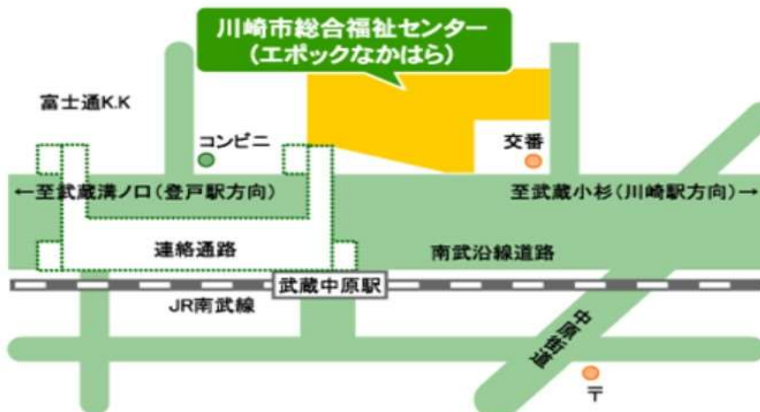 川崎市総合福祉センター
(エポックなかはら)
富士通K.K
コンビニ
交番
←至武蔵溝ノ口(登戸駅方向)
至武蔵小杉(川崎駅方向)→
連絡通路
南武沿線道路
武蔵中原駅
JR南武線
中原街道
〒